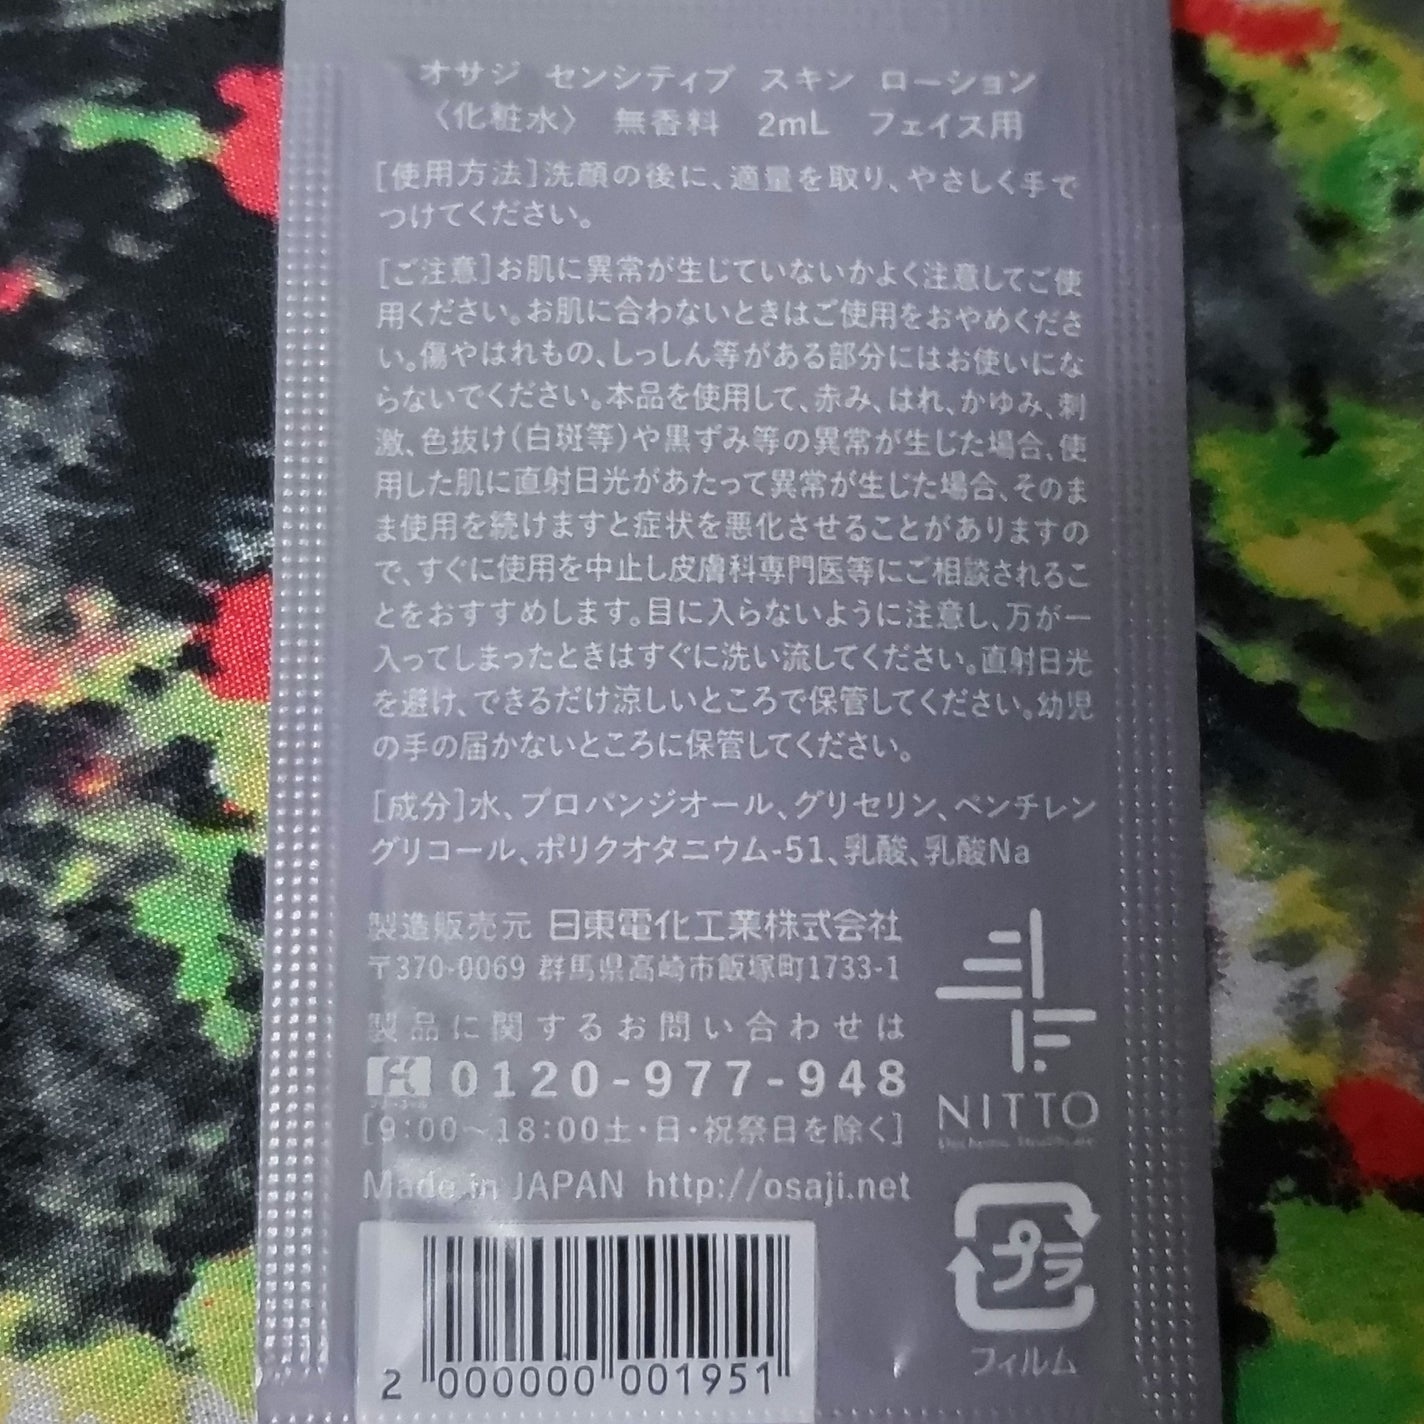 オサジ センシティブ スキン ローション
〈化粧水〉 無香料 2mL フェイス用
[使用方法]洗顔の後に、適量を取り、やさしく手で
つけてください。
[ご注意]お肌に異常が生じていないかよく注意してご使
用ください。お肌に合わないときはご使用をおやめくださ
い。傷やはれもの、しっしん等がある部分にはお使いにな
らないでください。本品を使用して、赤み、はれ、かゆみ、刺
激、色抜け(白斑等)や黒ずみ等の異常が生じた場合、使
用した肌に直射日光があたって異常が生じた場合、そのま
ま使用を続けますと症状を悪化させることがありますの
で、すぐに使用を中止し皮膚科専門医等にご相談されるこ
とをおすすめします。目に入らないように注意し、万が一
入ってしまったときはすぐに洗い流してください。直射日光
を避け、できるだけ涼しいところで保管してください。幼児
の手の届かないところに保管してください。
[成分]水、プロパンジオール、グリセリン、ペンチレン
グリコール、ポリクオタニウム-51、乳酸、乳酸Na
製造販売元 日東電化工業株式会社
〒370-0069 群馬県高崎市飯塚町1733-1
製品に関するお問い合わせは
0120-977-948
[9:00〜18:00土・日・祝祭日を除く]
Made in JAPAN http://osaji.net
NITTO
プラ
フィルム
2 000000 001951